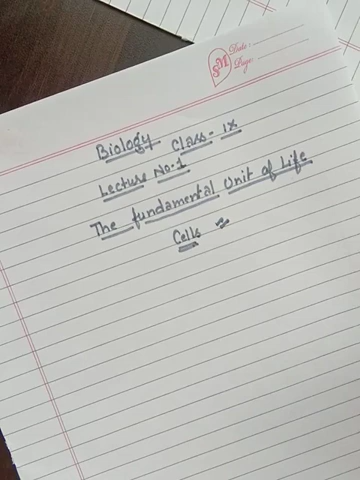 SM
Date:
Page:
Biology Class- IX
Lecture No.1
The fundamental Unit of Life
Cells